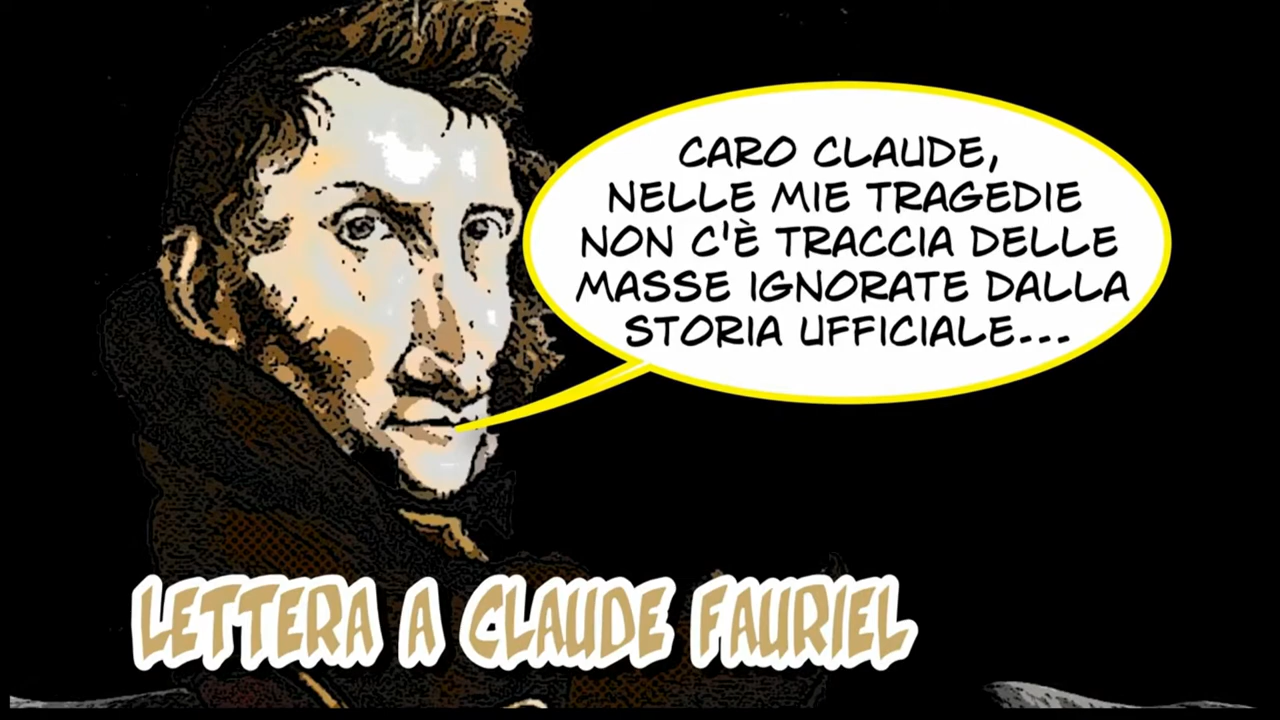 CARO CLAUDE,
NELLE MIE TRAGEDIE
NON C'È TRACCIA DELLE
MASSE IGNORATE DALLA
STORIA UFFICIALE...
LETTERA A CLAUDE FAURIEL